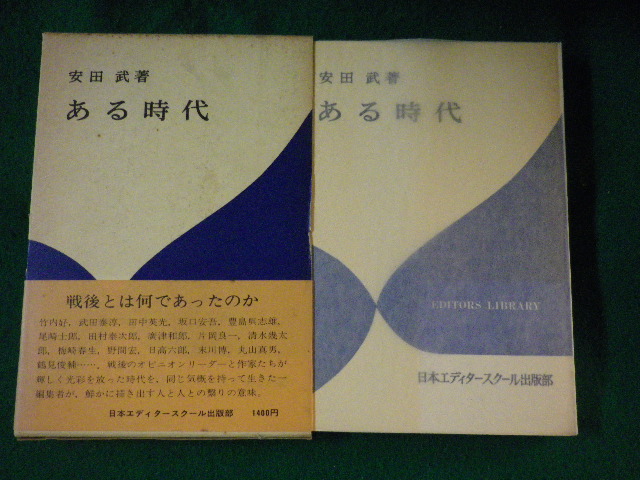 安田 武著
ある時代
戦後とは何であったのか
竹内好，武田泰淳，田中英光，坂口安吾，豊島與志雄，
尾崎士郎，田村泰次郎，廣津和郎，片岡良一，清水幾太
郎，梅崎春生，野間宏，日高六郎，末川博，丸山真男，
鶴見俊輔……，戦後のオピニオンリーダーと作家たちが
輝しく光彩を放った時代を，同じ気概を持って生きた一
編集者が，鮮かに描き出す人と人との繋りの意味。
日本エディタースクール出版部 1400円
安田 武著
ある時代
EDITORS LIBRARY
日本エディタースクール出版部